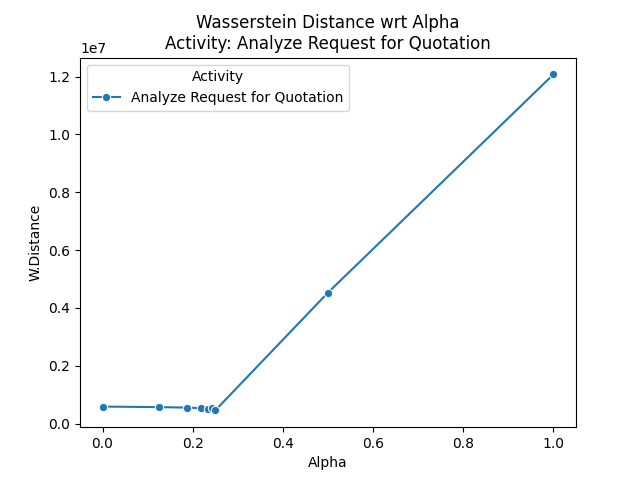 Wasserstein Distance wrt Alpha
Activity: Analyze Request for Quotation
1e7
Activity
Analyze Request for Quotation
1.2
1.0
0.8
0.6
0.4
0.2
0.0
W.Distance
0.0 0.2 0.4 0.6 0.8 1.0
Alpha